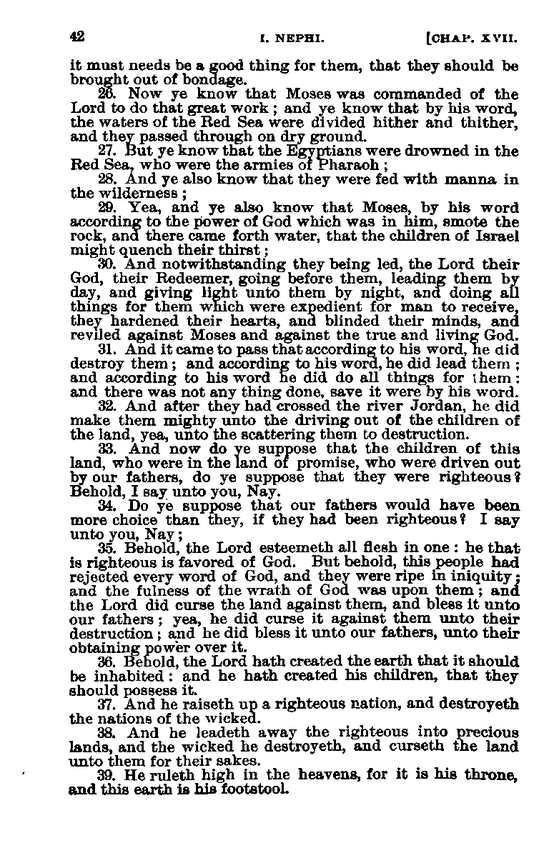 42 I. NEPHI. [CHAP. XVII.
it must needs be a good thing for them, that they should be
brought out of bondage.
26. Now ye know that Moses was commanded of the
Lord to do that great work ; and ye know that by his word,
the waters of the Red Sea were divided hither and thither,
and they passed through on dry ground.
27. But ye know that the Egyptians were drowned in the
Red Sea, who were the armies of Pharaoh ;
28. And ye also know that they were fed with manna in
the wilderness ;
29. Yea, and ye also know that Moses, by his word
according to the power of God which was in him, smote the
rock, and there came forth water, that the children of Israel
might quench their thirst ;
30. And notwithstanding they being led, the Lord their
God, their Redeemer, going before them, leading them by
day, and giving light unto them by night, and doing all
things for them which were expedient for man to receive,
they hardened their hearts, and blinded their minds, and
reviled against Moses and against the true and living God.
31. And it came to pass that according to his word, he did
destroy them ; and according to his word, he did lead them ;
and according to his word he did do all things for them :
and there was not any thing done, save it were by his word.
32. And after they had crossed the river Jordan, he did
make them mighty unto the driving out of the children of
the land, yea, unto the scattering them to destruction.
33. And now do ye suppose that the children of this
land, who were in the land of promise, who were driven out
by our fathers, do ye suppose that they were righteous?
Behold, I say unto you, Nay.
34. Do ye suppose that our fathers would have been
more choice than they, if they had been righteous? I say
unto you, Nay ;
35. Behold, the Lord esteemeth all flesh in one : he that
is righteous is favored of God. But behold, this people had
rejected every word of God, and they were ripe in iniquity ;
and the fulness of the wrath of God was upon them ; and
the Lord did curse the land against them, and bless it unto
our fathers ; yea, he did curse it against them unto their
destruction ; and he did bless it unto our fathers, unto their
obtaining power over it.
36. Behold, the Lord hath created the earth that it should
be inhabited : and he hath created his children, that they
should possess it.
37. And he raiseth up a righteous nation, and destroyeth
the nations of the wicked.
38. And he leadeth away the righteous into precious
lands, and the wicked he destroyeth, and curseth the land
unto them for their sakes.
39. He ruleth high in the heavens, for it is his throne,
and this earth is his footstool.